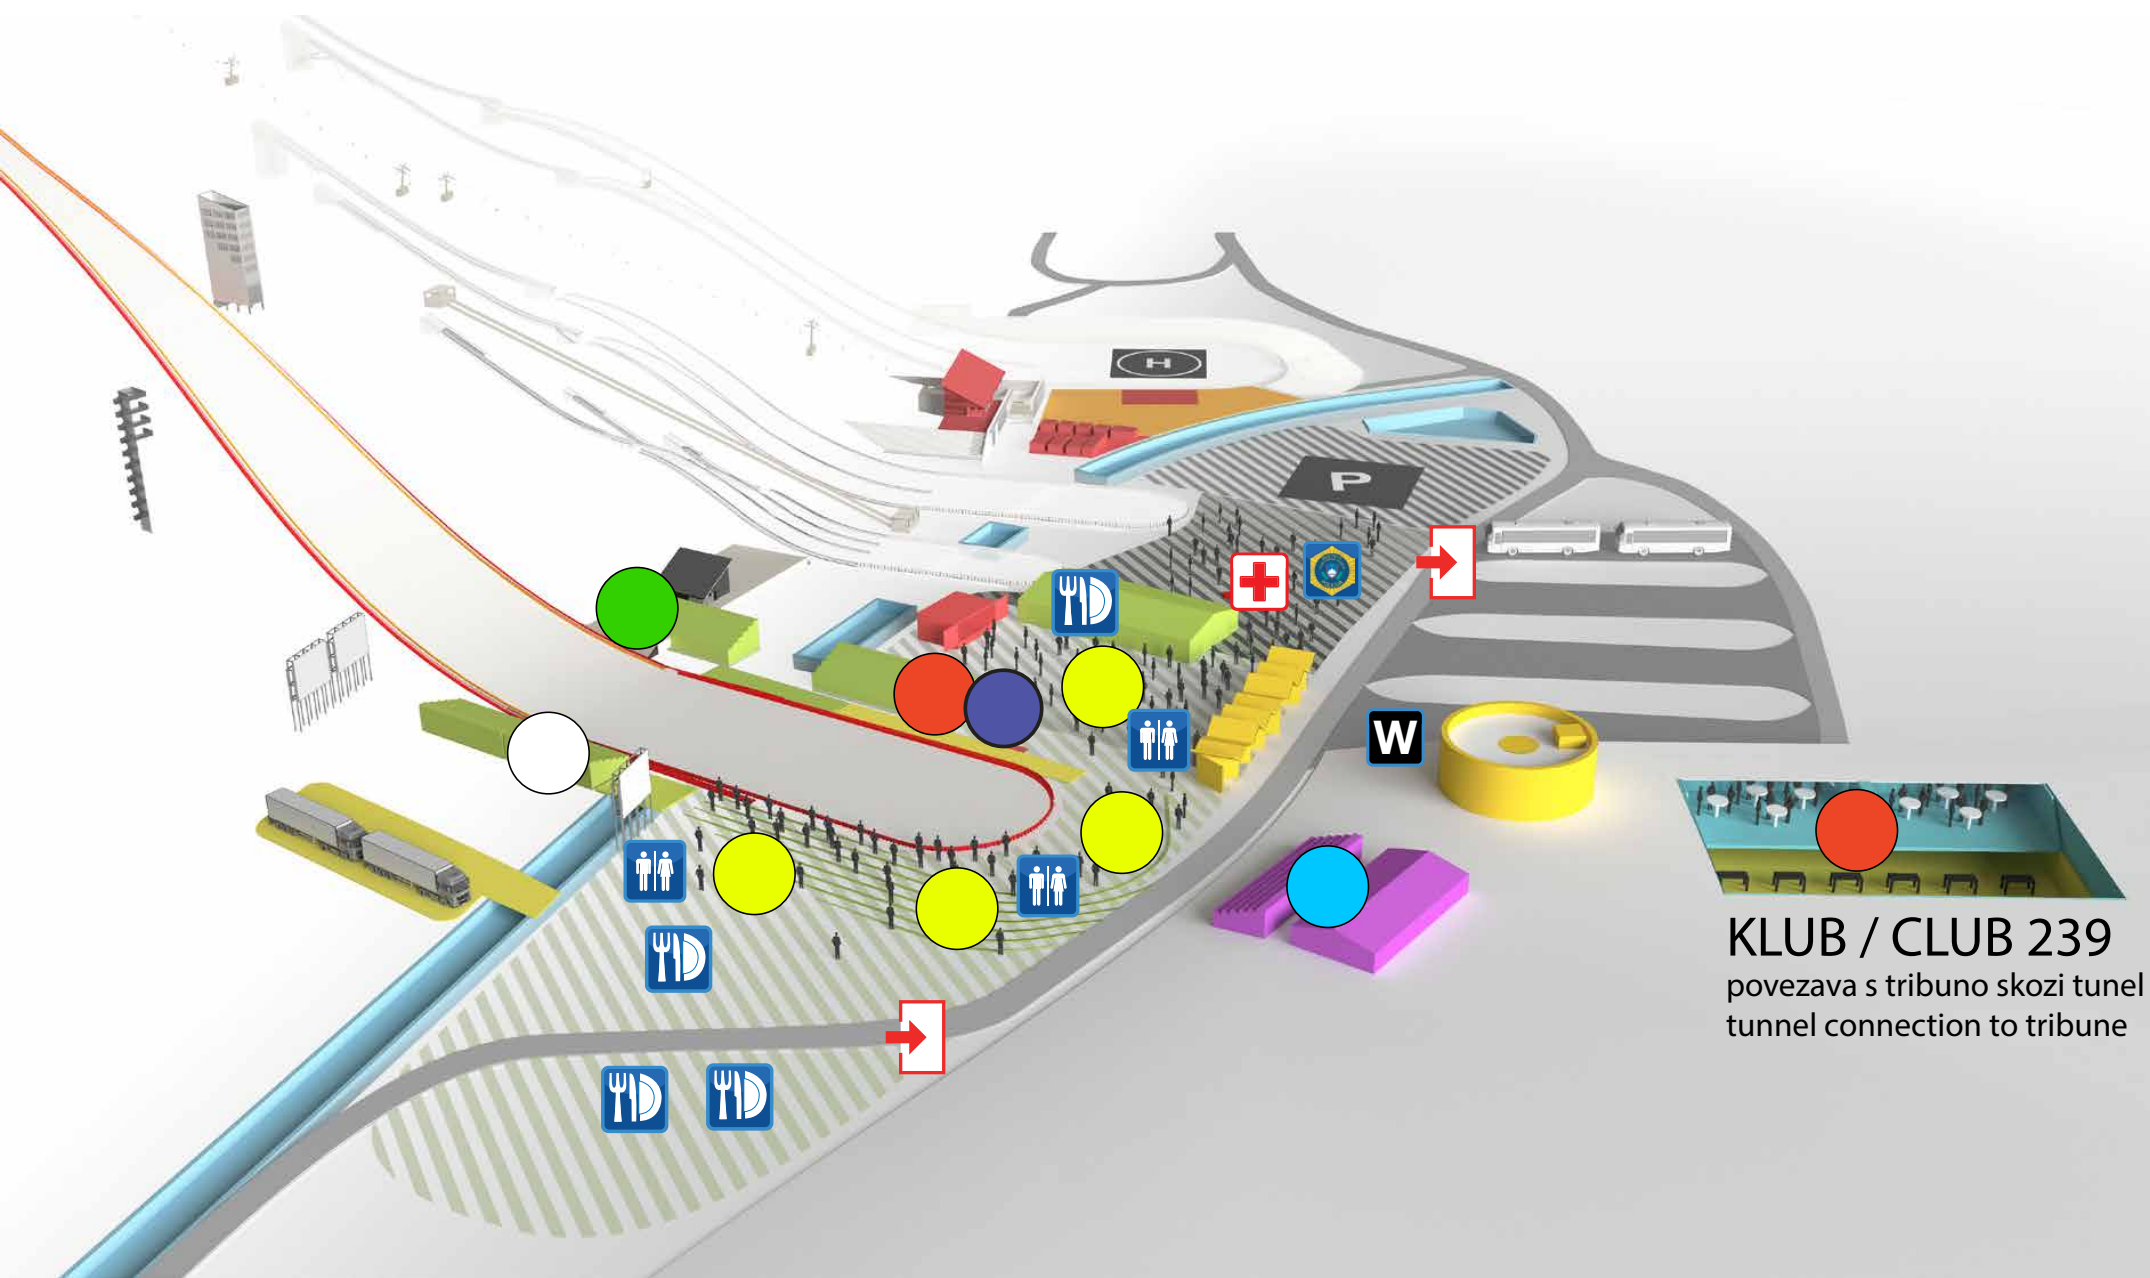 H
P
W
KLUB / CLUB 239
povezava s tribuno skozi tunel
tunnel connection to tribune